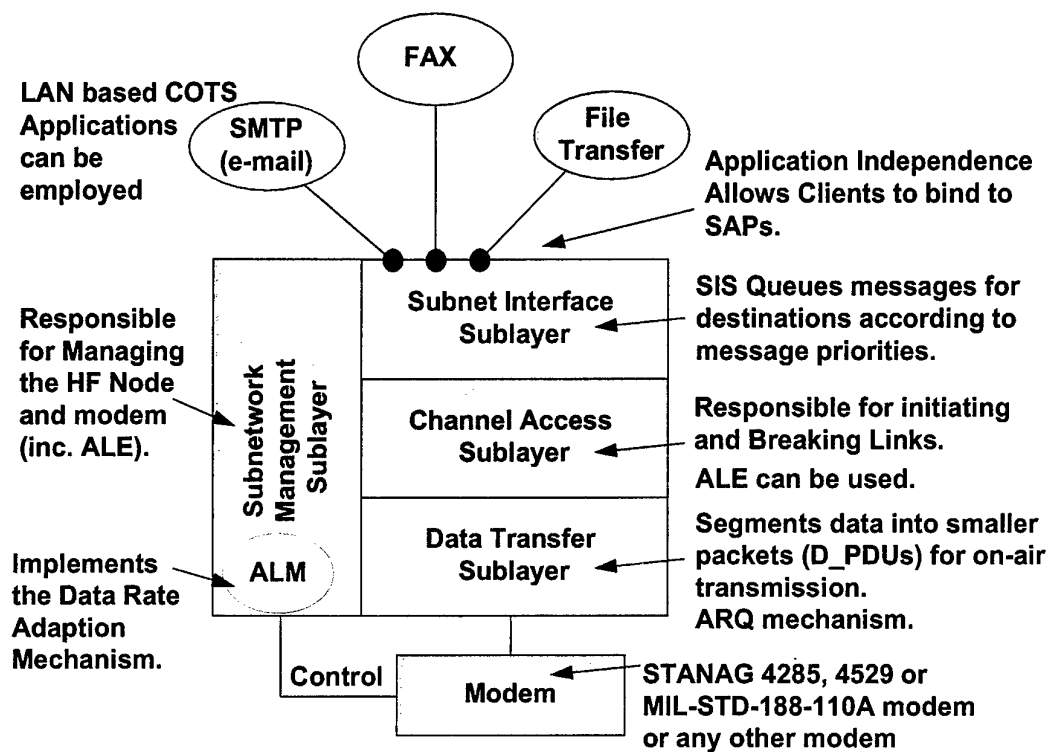 FAX
LAN based COTS
Applications
can be
employed
SMTP
(e-mail)
File
Transfer
Application Independence
Allows Clients to bind to
SAPs.
Subnet Interface
Sublayer
SIS Queues messages for
destinations according to
message priorities.
Responsible
for Managing
the HF Node
and modem
(inc. ALE).
Subnetwork
Management
Sublayer
Channel Access
Sublayer
Responsible for initiating
and Breaking Links.
ALE can be used.
Data Transfer
Sublayer
Segments data into smaller
packets (D_PDUs) for on-air
transmission.
ARQ mechanism.
Implements
the Data Rate
Adaption
Mechanism.
ALM
Control
Modem
STANAG 4285, 4529 or
MIL-STD-188-110A modem
or any other modem